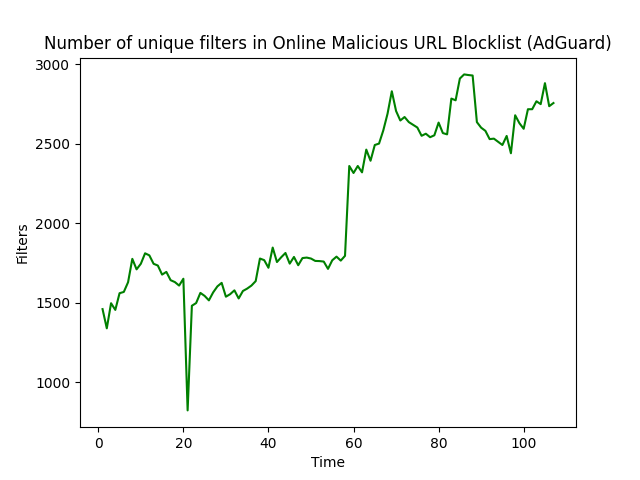 Number of unique filters in Online Malicious URL Blocklist (AdGuard)
3000
2500
2000
1500
1000
Filters
0 20 40 60 80 100
Time